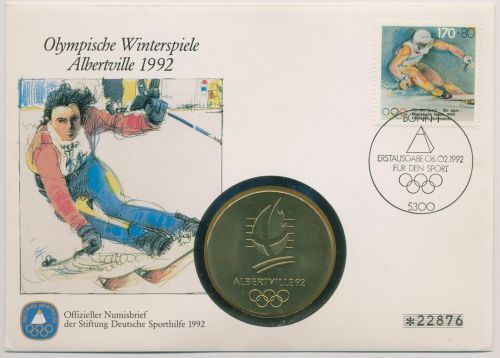 Olympische Winterspiele
Albertville 1992
170+80
BONN 1
ERSTAUSGABE 06.02.1992
FÜR DEN SPORT
5300
ALBERTVILLE 92
Offizieller Numisbrief
der Stiftung Deutsche Sporthilfe 1992
*22876